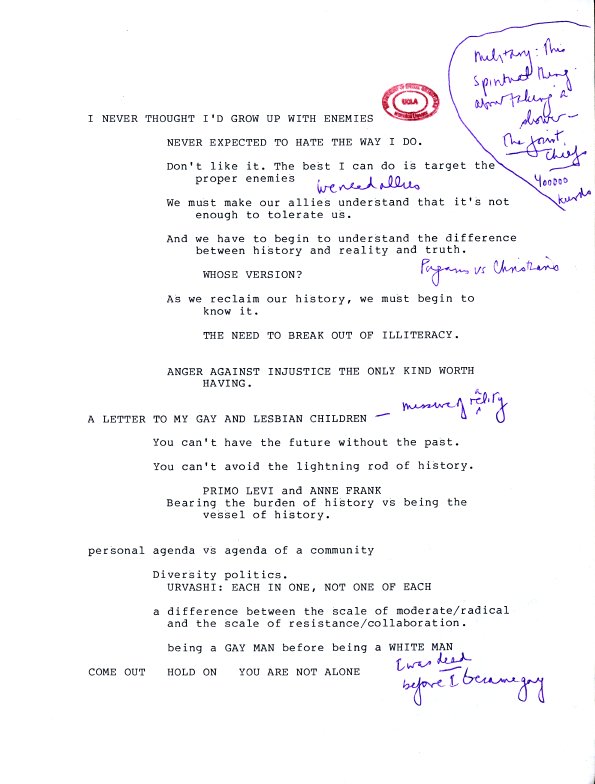 Military: This
spiritual thing
about taking a
shower —
The Joint
Chiefs
400000
Kurds
UCLA
I NEVER THOUGHT I'D GROW UP WITH ENEMIES
NEVER EXPECTED TO HATE THE WAY I DO.
Don't like it. The best I can do is target the
proper enemies
we need allies
We must make our allies understand that it's not
enough to tolerate us.
And we have to begin to understand the difference
between history and reality and truth.
WHOSE VERSION?
Pagans vs Christians
As we reclaim our history, we must begin to
know it.
THE NEED TO BREAK OUT OF ILLITERACY.
ANGER AGAINST INJUSTICE THE ONLY KIND WORTH
HAVING.
A LETTER TO MY GAY AND LESBIAN CHILDREN —
You can't have the future without the past.
You can't avoid the lightning rod of history.
PRIMO LEVI and ANNE FRANK
Bearing the burden of history vs being the
vessel of history.
personal agenda vs agenda of a community
Diversity politics.
URVASHI: EACH IN ONE, NOT ONE OF EACH
a difference between the scale of moderate/radical
and the scale of resistance/collaboration.
being a GAY MAN before being a WHITE MAN
I was dead
before I became gay
COME OUT HOLD ON YOU ARE NOT ALONE